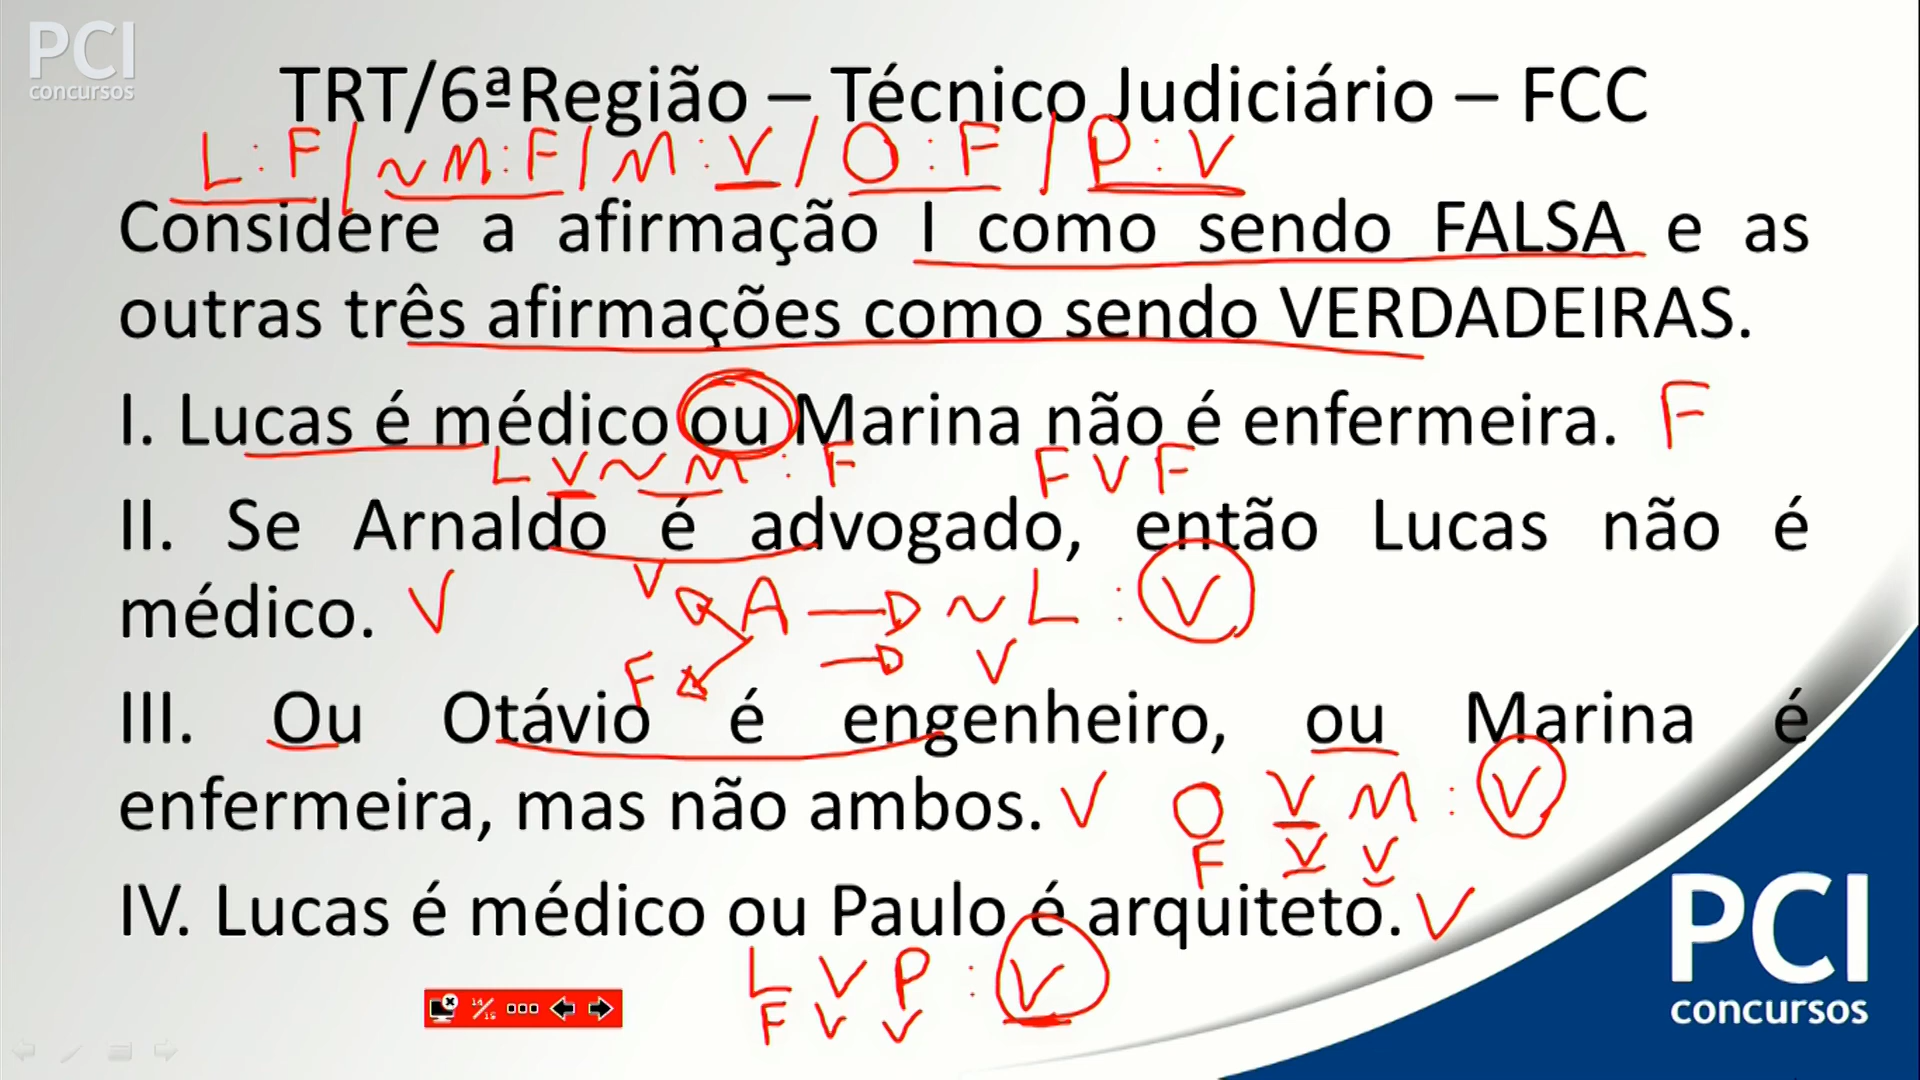 PCI
concursos
TRT/6ªRegião – Técnico Judiciário – FCC
L : F / ~M : F / M : V / O : F / P : V
Considere a afirmação I como sendo FALSA e as
outras três afirmações como sendo VERDADEIRAS.
I. Lucas é médico ou Marina não é enfermeira. F
L V ~M : F F V F
II. Se Arnaldo é advogado, então Lucas não é
médico. V
V A → ~L : V
F → V
III. Ou Otávio é engenheiro, ou Marina é
enfermeira, mas não ambos. V
O V M : V
F V V
IV. Lucas é médico ou Paulo é arquiteto. V
L V P : V
F V V
14/15
PCI
concursos